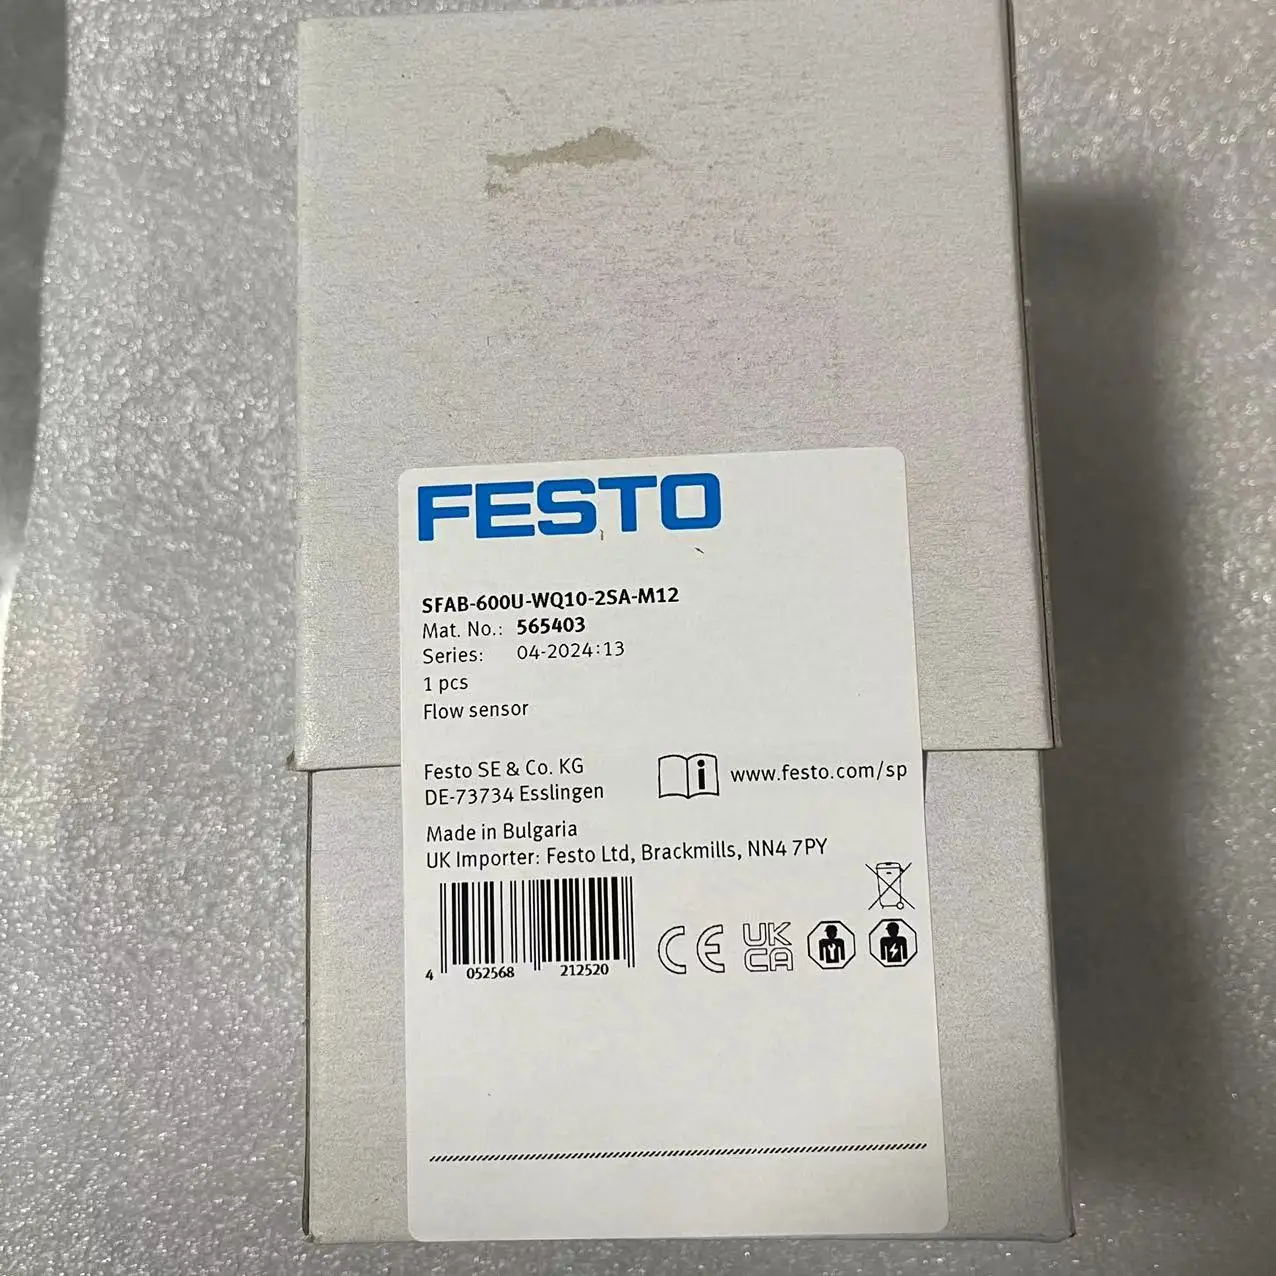 FESTO
SFAB-600U-WQ10-2SA-M12
Mat. No.: 565403
Series: 04-2024:13
1 pcs
Flow sensor
Festo SE & Co. KG
DE-73734 Esslingen
i www.festo.com/sp
Made in Bulgaria
UK Importer: Festo Ltd, Brackmills, NN4 7PY
4 052568 212520
CE UK CA